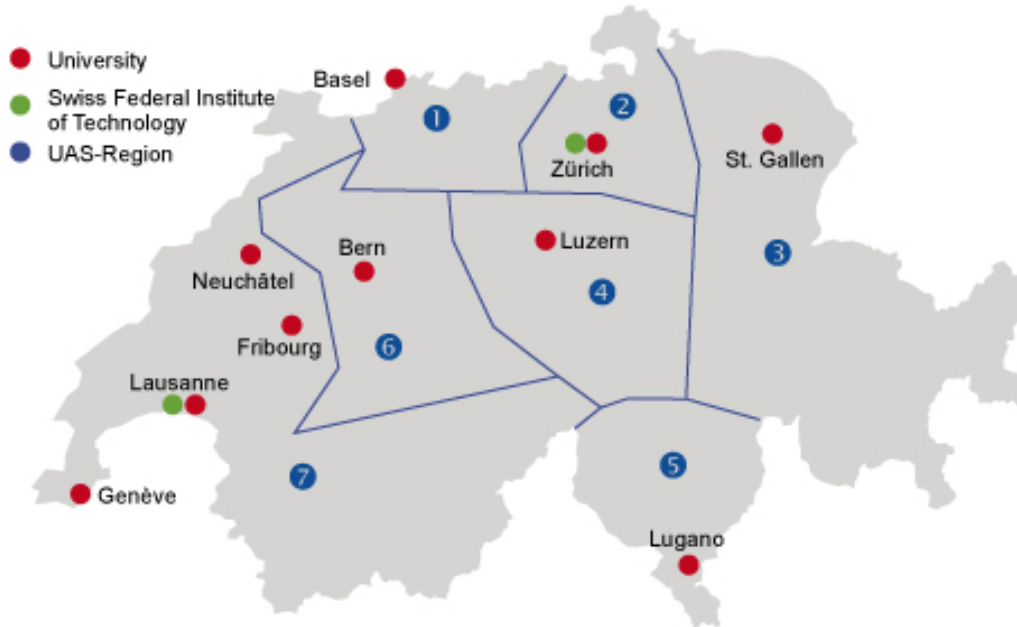 University
Swiss Federal Institute
of Technology
UAS-Region
Basel
1
2
Zürich
St. Gallen
Bern
Luzern
3
Neuchâtel
4
Fribourg
6
Lausanne
5
7
Genève
Lugano